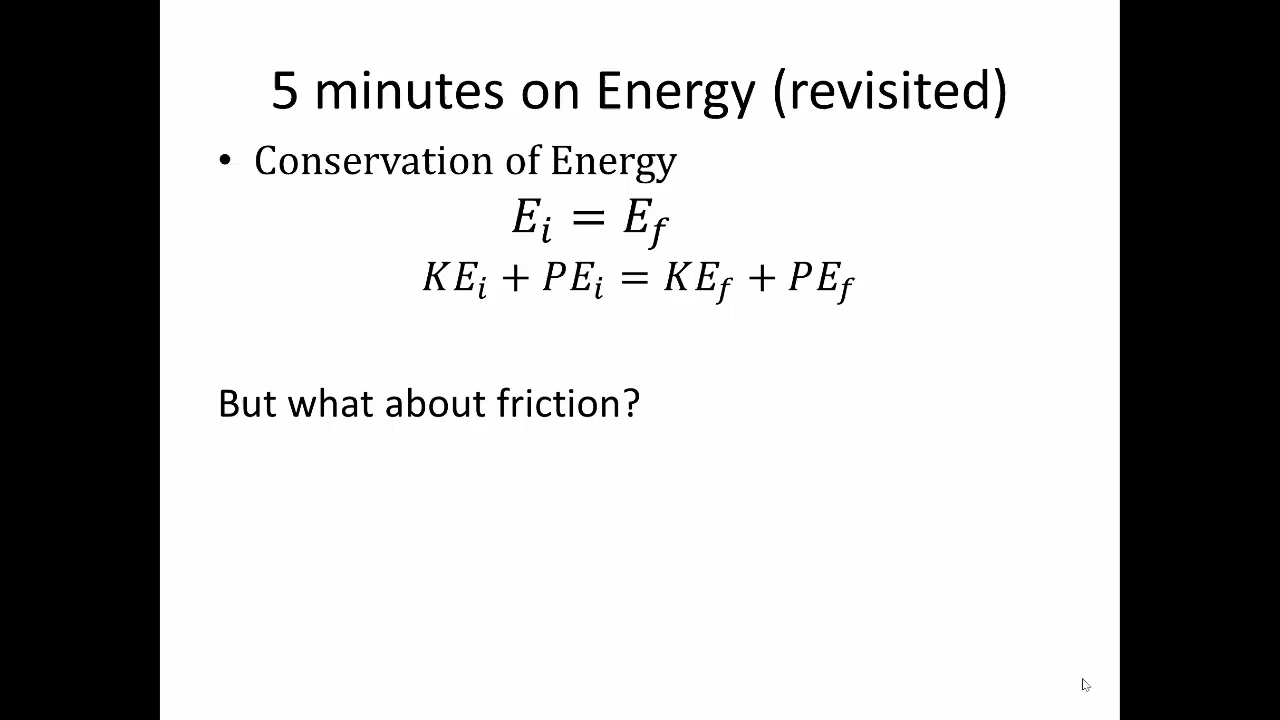 5 minutes on Energy (revisited)
• Conservation of Energy
$E_i = E_f$
$KE_i + PE_i = KE_f + PE_f$
But what about friction?